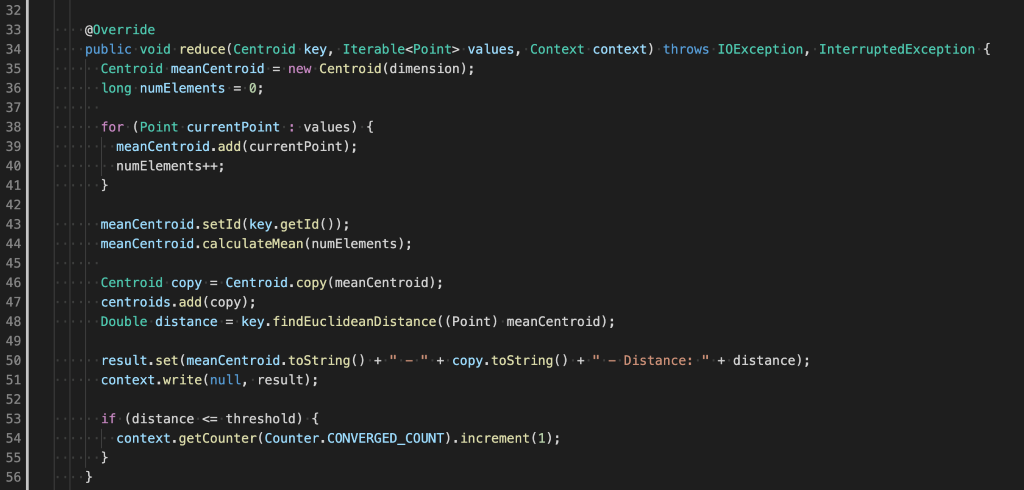 32
33 @Override
34 public void reduce(Centroid key, Iterable<Point> values, Context context) throws IOException, InterruptedException {
35 Centroid meanCentroid = new Centroid(dimension);
36 long numElements = 0;
37
38 for (Point currentPoint : values) {
39 meanCentroid.add(currentPoint);
40 numElements++;
41 }
42
43 meanCentroid.setId(key.getId());
44 meanCentroid.calculateMean(numElements);
45
46 Centroid copy = Centroid.copy(meanCentroid);
47 centroids.add(copy);
48 Double distance = key.findEuclideanDistance((Point) meanCentroid);
49
50 result.set(meanCentroid.toString() + " - " + copy.toString() + " - Distance: " + distance);
51 context.write(null, result);
52
53 if (distance <= threshold) {
54 context.getCounter(Counter.CONVERGED_COUNT).increment(1);
55 }
56 }